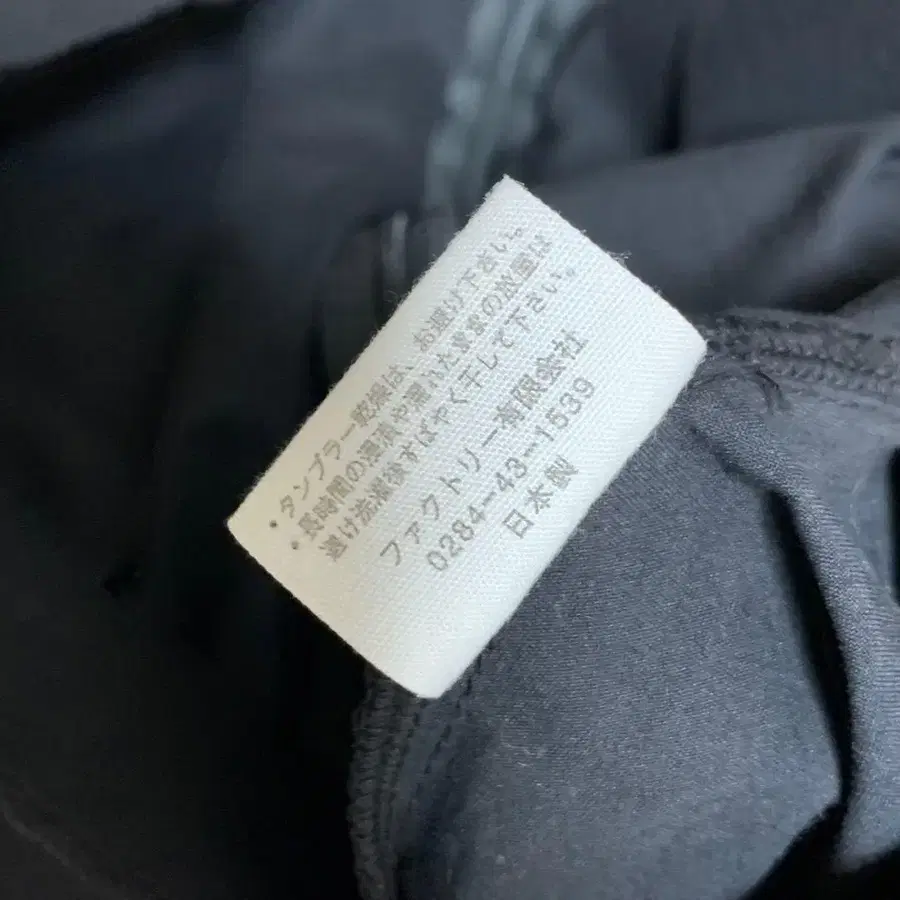 ・タンブラー乾燥は、お避け下さい。
・長時間の浸漬や濡れたままの放置は
避け洗濯後すばやく干して下さい。
ファクトリー有限会社
0284-43-1539
日本製